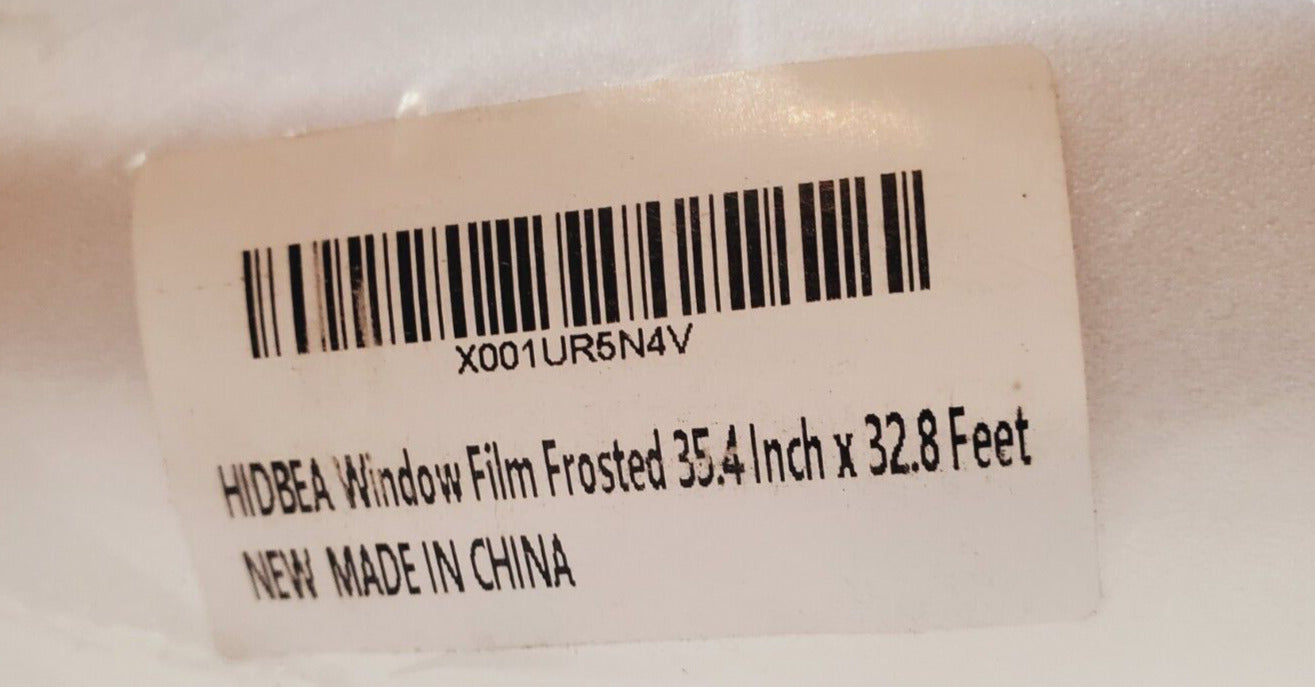 X001UR5N4V
HIDBEA Window Film Frosted 35.4 Inch x 32.8 Feet
NEW MADE IN CHINA